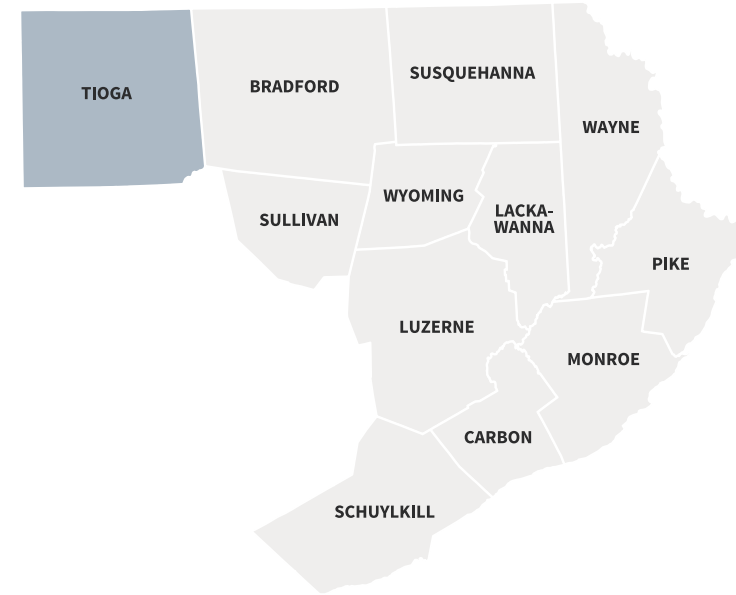 TIOGA
BRADFORD
SUSQUEHANNA
WAYNE
SULLIVAN
WYOMING
LACKA-
WANNA
PIKE
LUZERNE
MONROE
CARBON
SCHUYLKILL